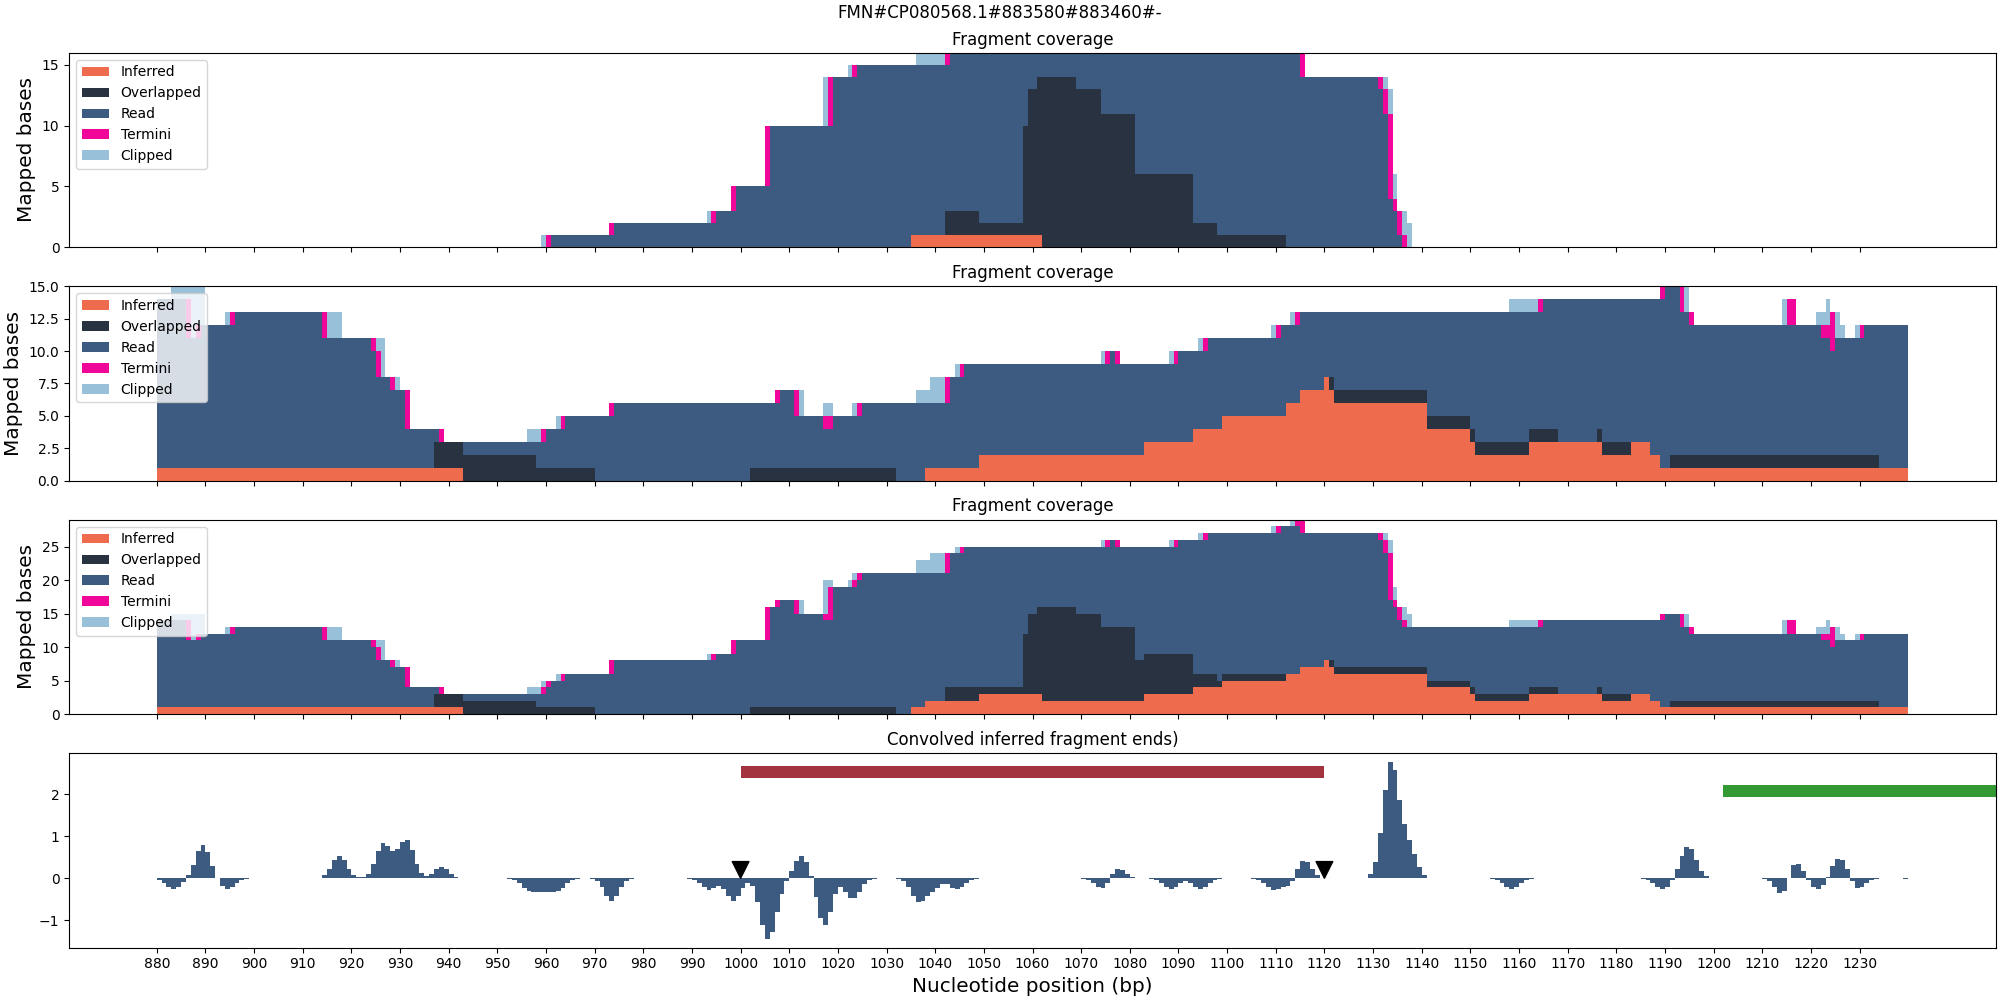 FMN#CP080568.1#883580#883460#-
Fragment coverage
Mapped bases
15
10
5
0
Inferred
Overlapped
Read
Termini
Clipped
Fragment coverage
Mapped bases
15.0
12.5
10.0
7.5
5.0
2.5
0.0
Inferred
Overlapped
Read
Termini
Clipped
Fragment coverage
Mapped bases
25
20
15
10
5
0
Inferred
Overlapped
Read
Termini
Clipped
Convolved inferred fragment ends)
2
1
0
−1
880 890 900 910 920 930 940 950 960 970 980 990 1000 1010 1020 1030 1040 1050 1060 1070 1080 1090 1100 1110 1120 1130 1140 1150 1160 1170 1180 1190 1200 1210 1220 1230
Nucleotide position (bp)